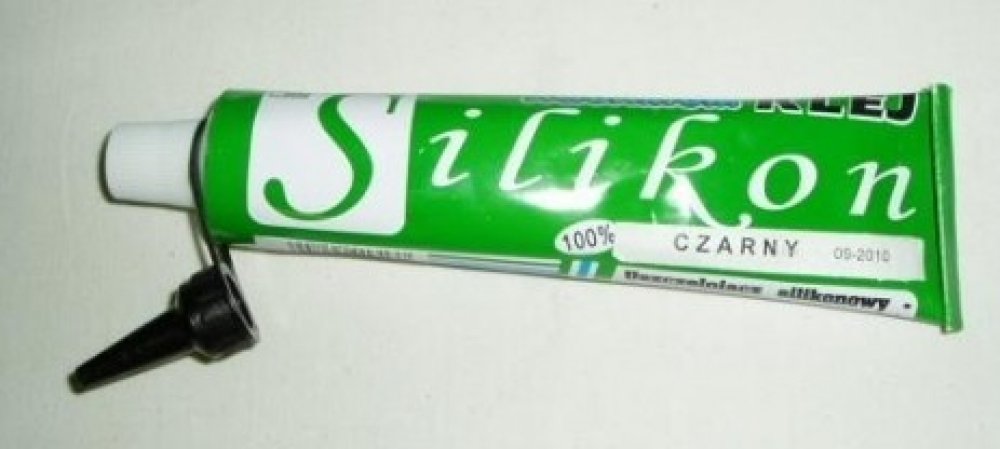 KLEJ
Silikon
100%
CZARNY 09-2010
Uszczelniacz silikonowy